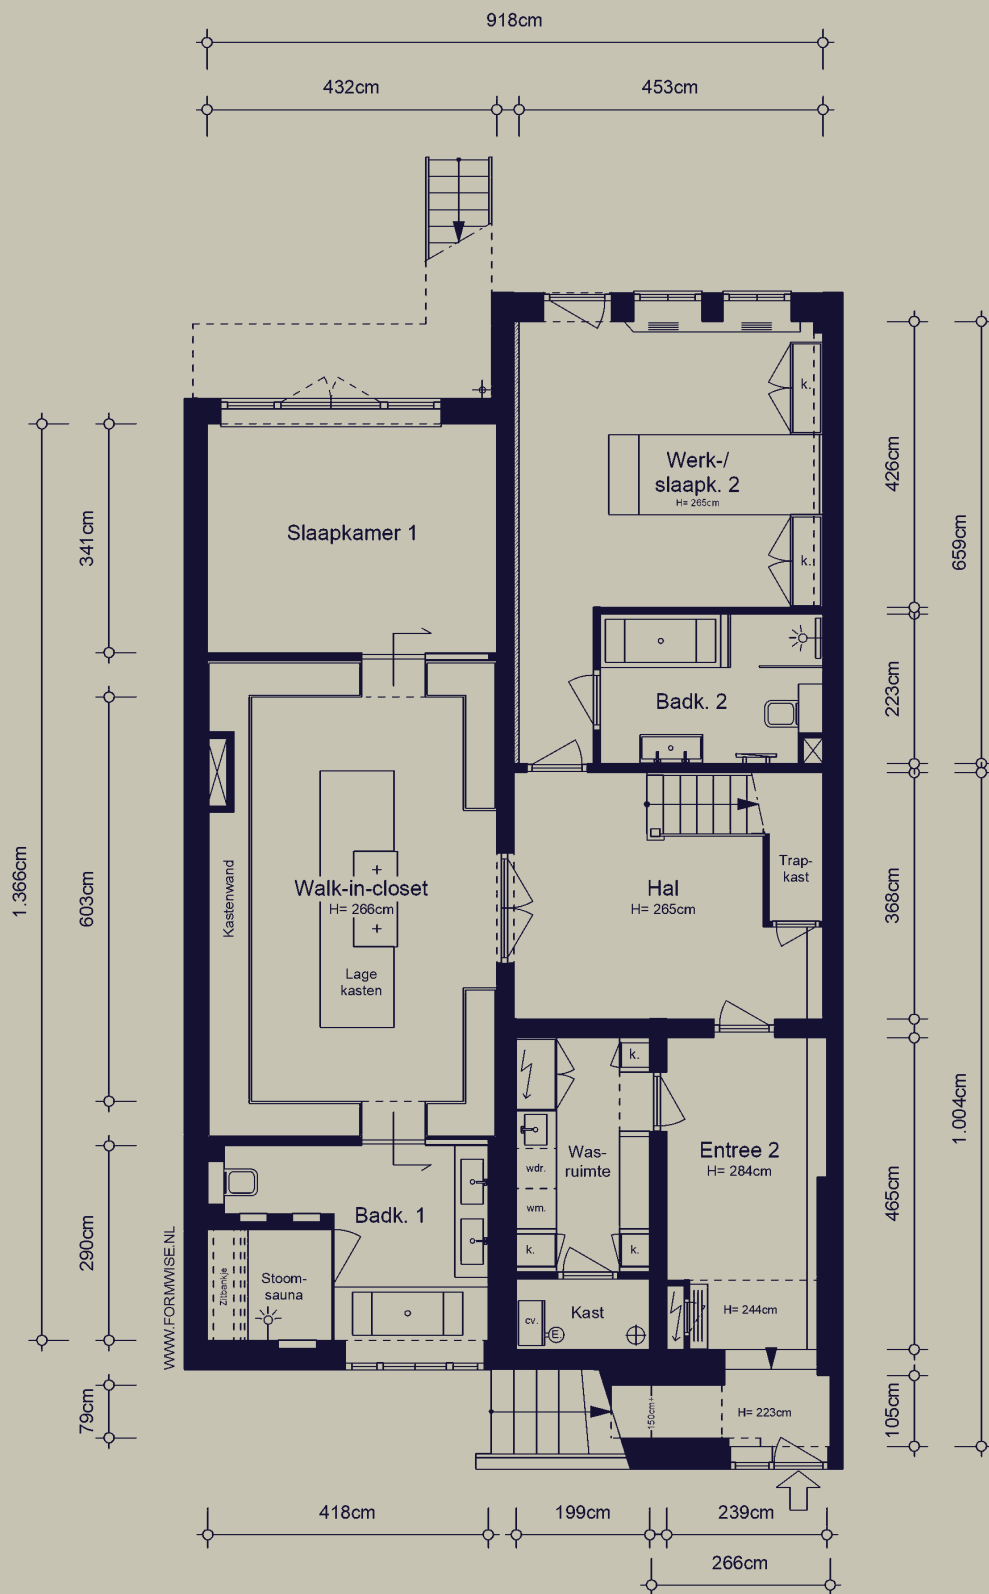 918cm
432cm
453cm
k.
Werk-/
slaapk. 2
H= 265cm
k.
426cm
659cm
341cm
Slaapkamer 1
Badk. 2
223cm
1.366cm
603cm
Kastenwand
Walk-in-closet
H= 266cm
Lage
kasten
Hal
H= 265cm
Trap-
kast
368cm
k.
Was-
ruimte
wdr.
wm.
k.
k.
Entree 2
H= 284cm
465cm
1.004cm
290cm
Badk. 1
Stoom-
sauna
Zitbankje
WWW.FORMWISE.NL
Kast
cv.
E.
H= 244cm
79cm
150cm+
H= 223cm
105cm
418cm
199cm
239cm
266cm